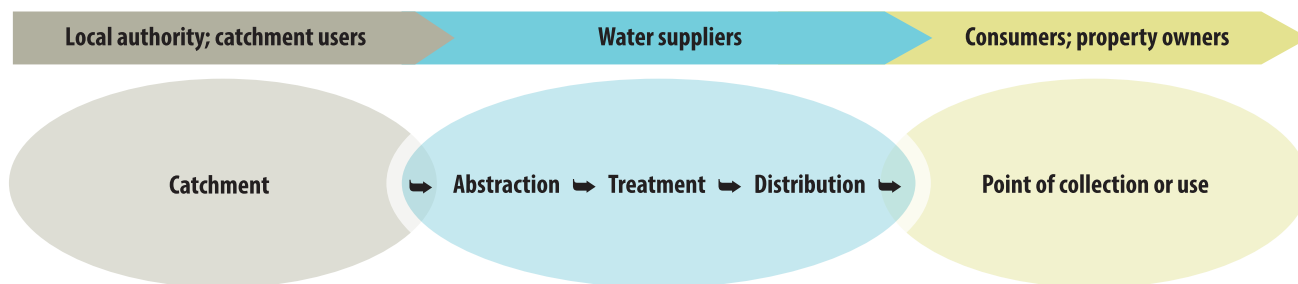 Local authority; catchment users
Water suppliers
Consumers; property owners
Catchment
Abstraction
Treatment
Distribution
Point of collection or use